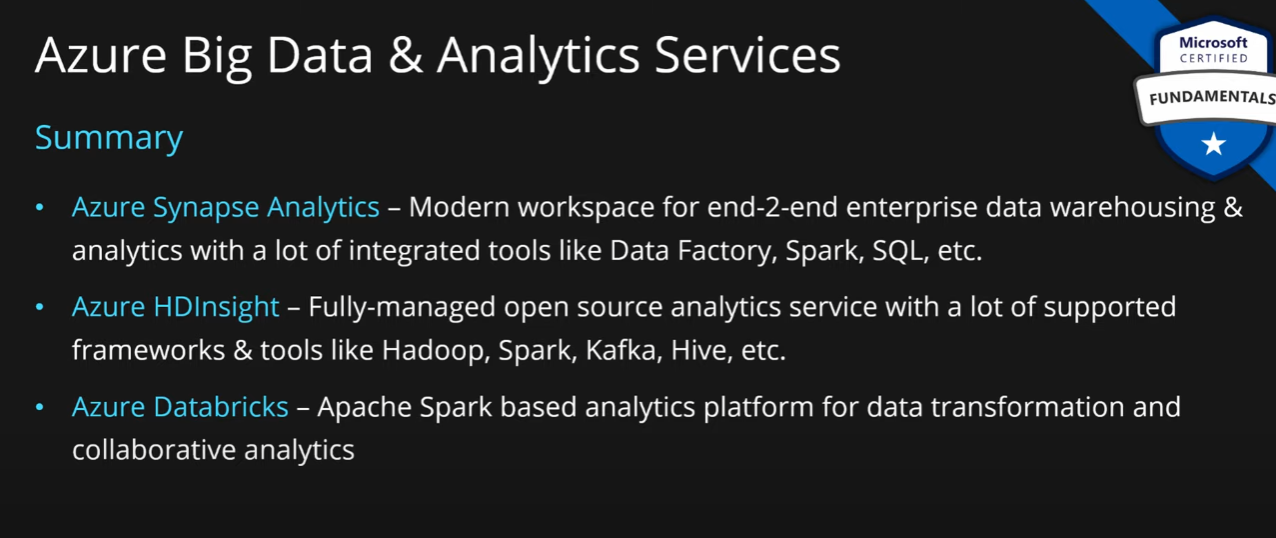 Azure Big Data & Analytics Services
Microsoft
CERTIFIED
FUNDAMENTALS
Summary
• Azure Synapse Analytics – Modern workspace for end-2-end enterprise data warehousing &
analytics with a lot of integrated tools like Data Factory, Spark, SQL, etc.
• Azure HDInsight – Fully-managed open source analytics service with a lot of supported
frameworks & tools like Hadoop, Spark, Kafka, Hive, etc.
• Azure Databricks – Apache Spark based analytics platform for data transformation and
collaborative analytics